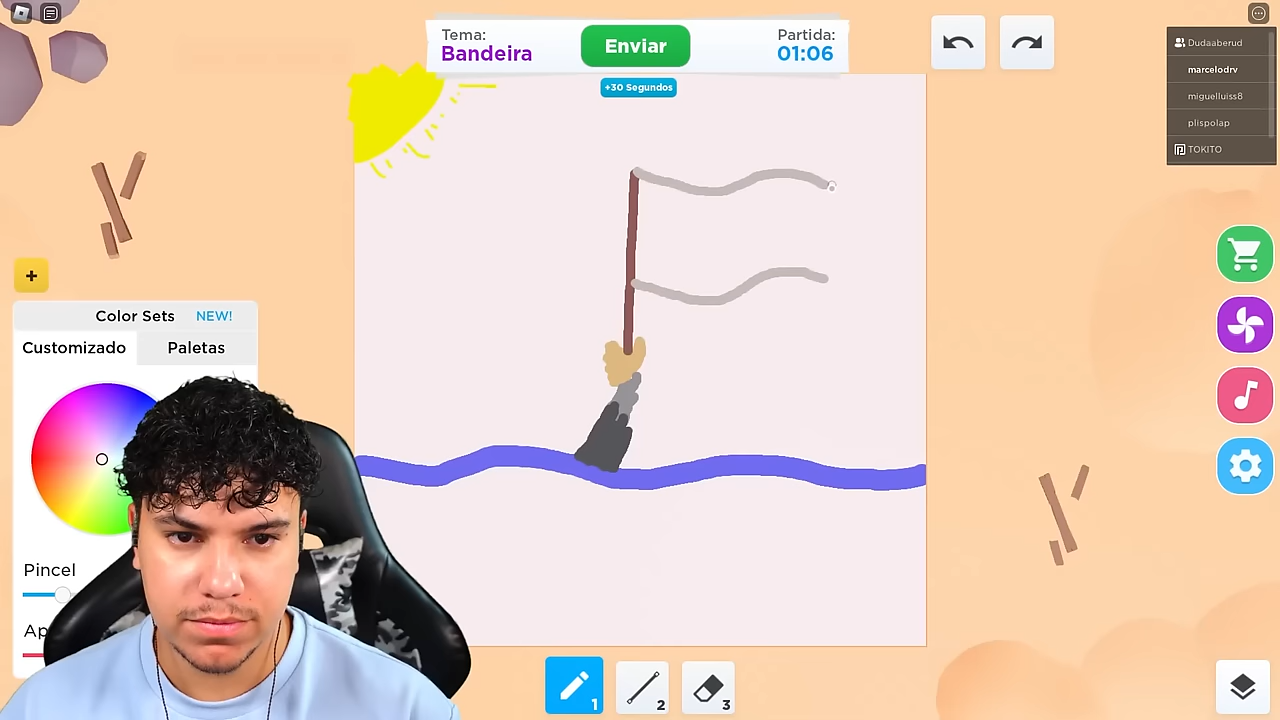 Tema:
Bandeira
Enviar
Partida:
01:06
+30 Segundos
Dudaaberud
marcelodrv
miguelluiss8
plispolap
TOKITO
+
Color Sets NEW!
Customizado Paletas
Pincel
Ap
1
2
3